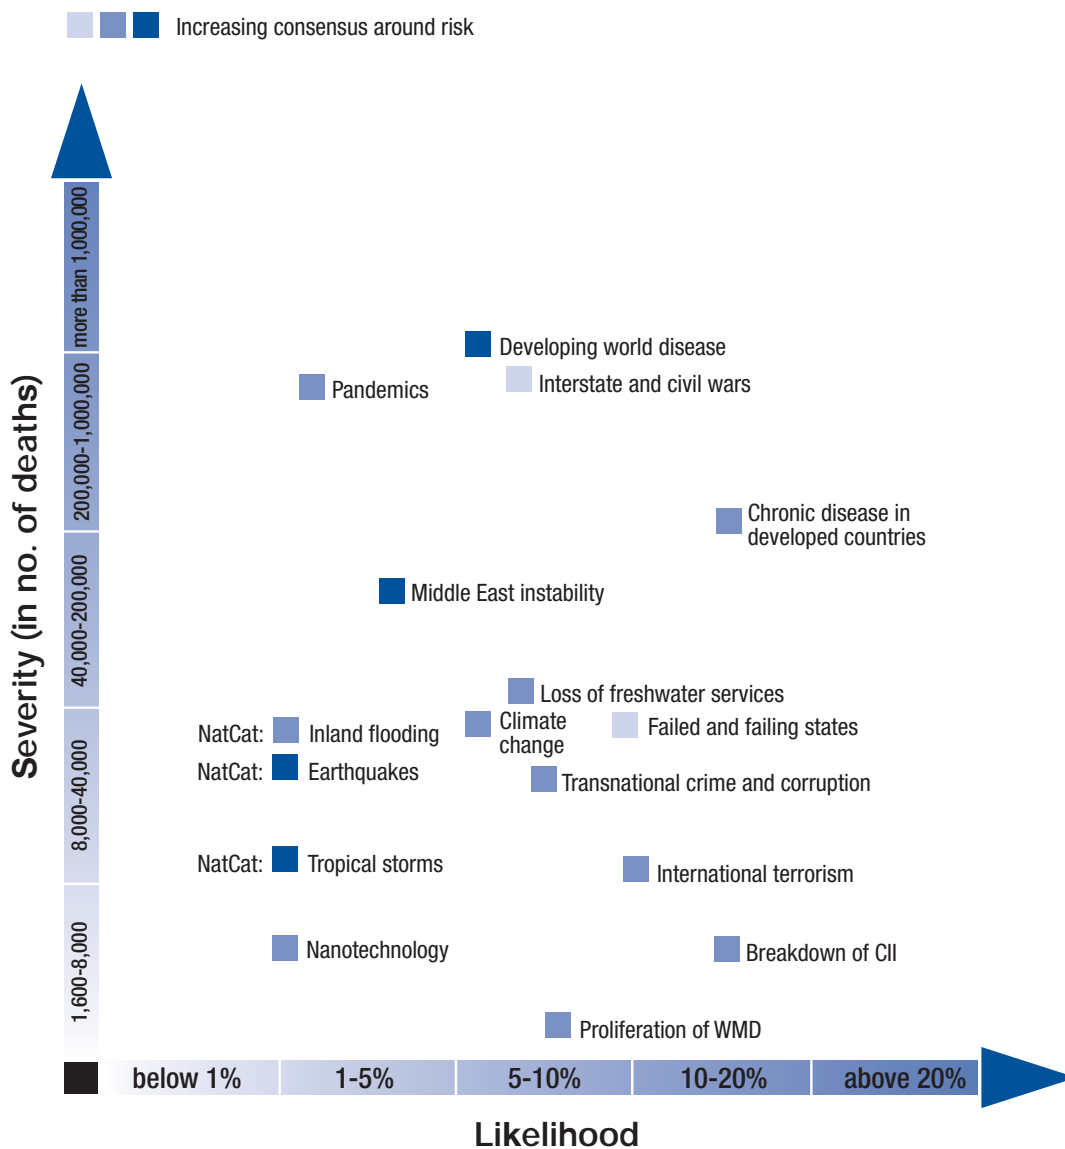 Increasing consensus around risk
Severity (in no. of deaths)
more than 1,000,000
200,000-1,000,000
40,000-200,000
8,000-40,000
1,600-8,000
Developing world disease
Interstate and civil wars
Pandemics
Chronic disease in
developed countries
Middle East instability
Loss of freshwater services
Climate
change
Failed and failing states
NatCat: Inland flooding
NatCat: Earthquakes
Transnational crime and corruption
NatCat: Tropical storms
International terrorism
Nanotechnology
Breakdown of CII
Proliferation of WMD
below 1% 1-5% 5-10% 10-20% above 20%
Likelihood